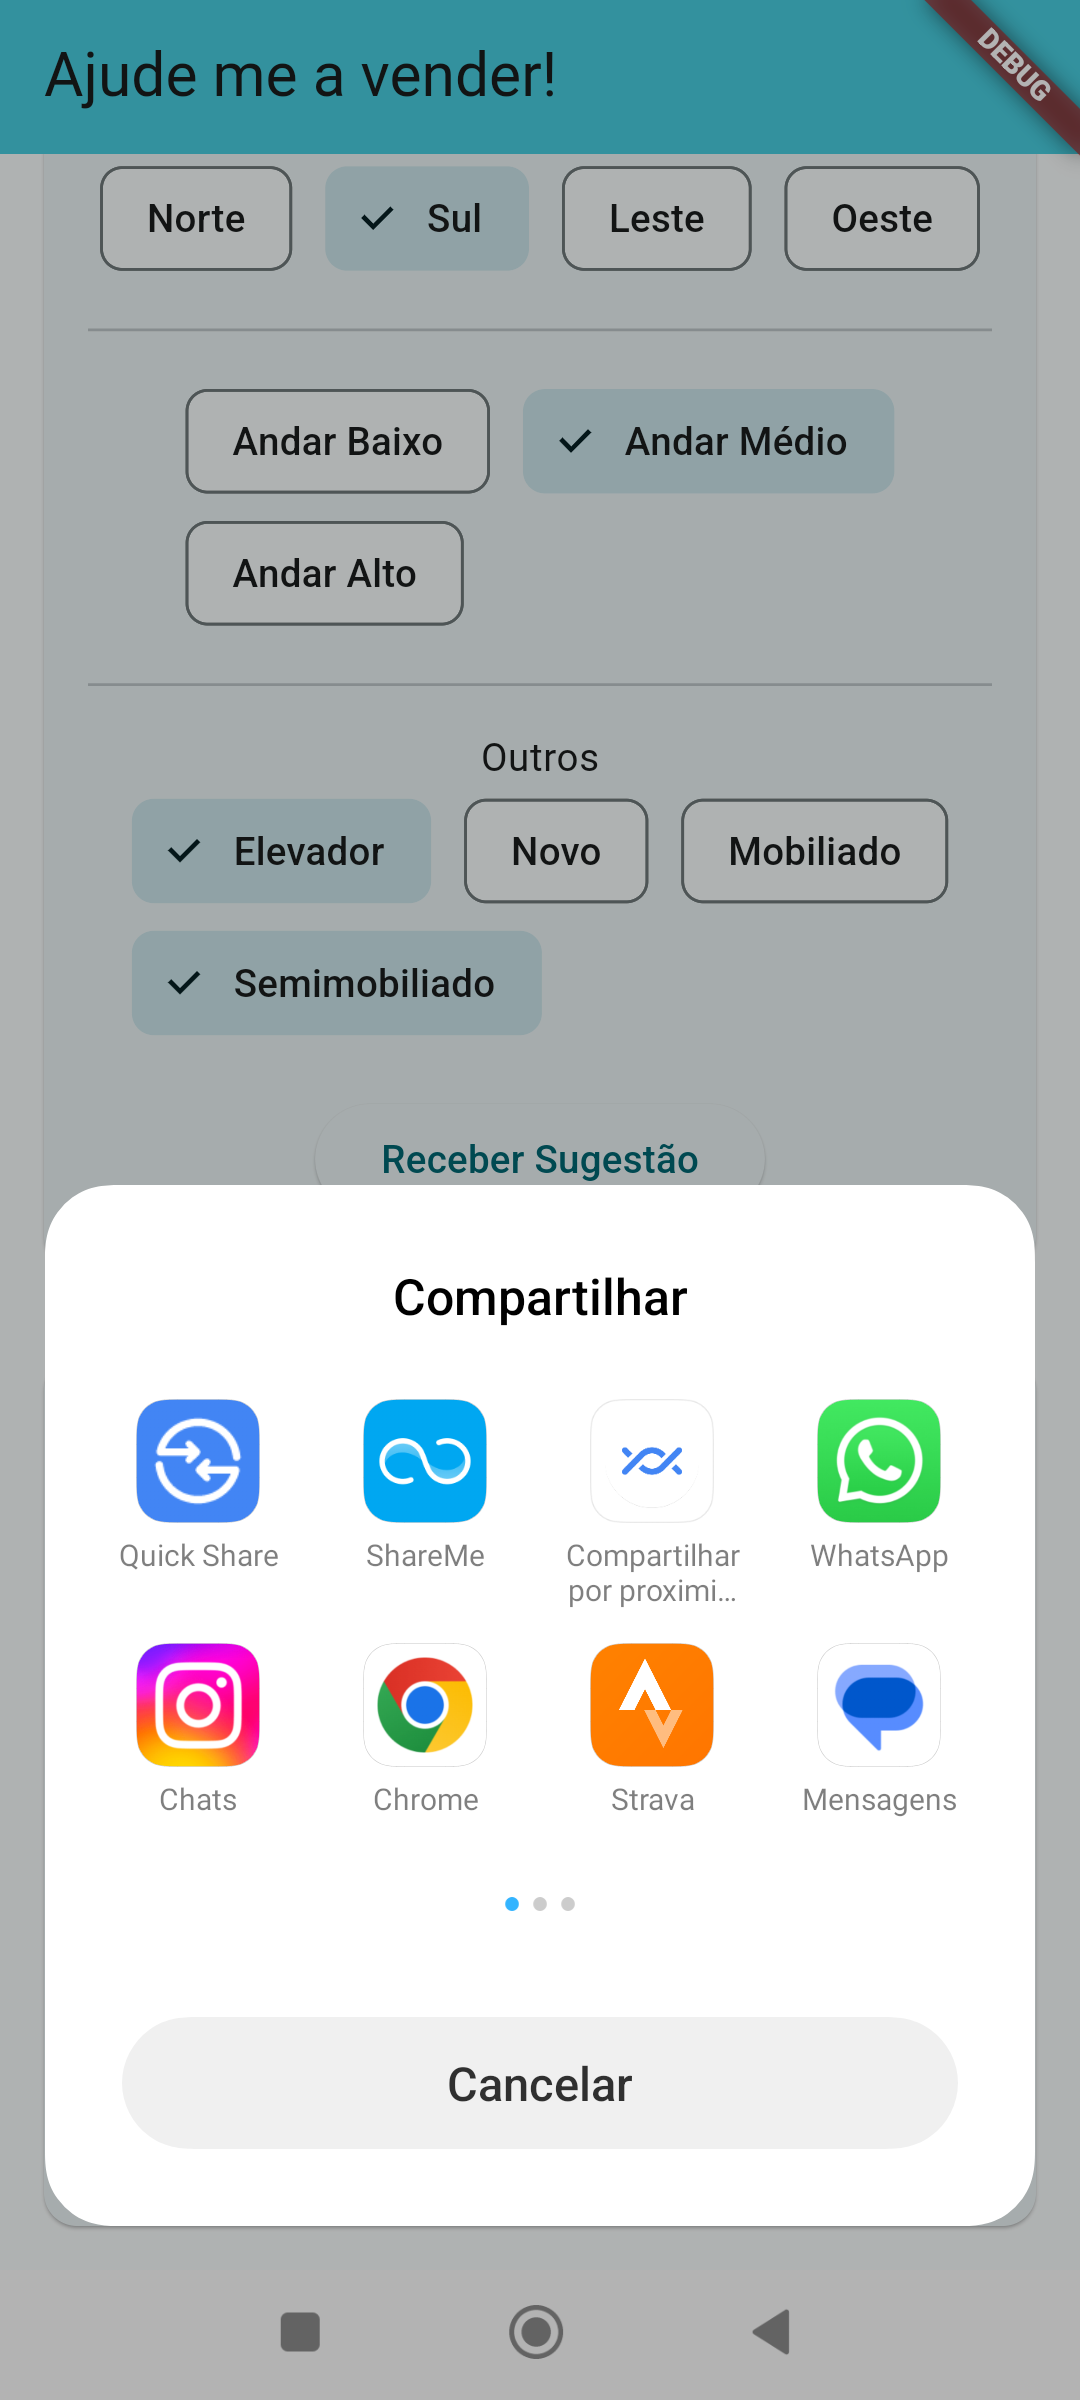 Ajude me a vender!
DEBUG
Norte
Sul
Leste
Oeste
Andar Baixo
Andar Médio
Andar Alto
Outros
Elevador
Novo
Mobiliado
Semimobiliado
Receber Sugestão
Compartilhar
Quick Share
ShareMe
Compartilhar
por proximi...
WhatsApp
Chats
Chrome
Strava
Mensagens
Cancelar